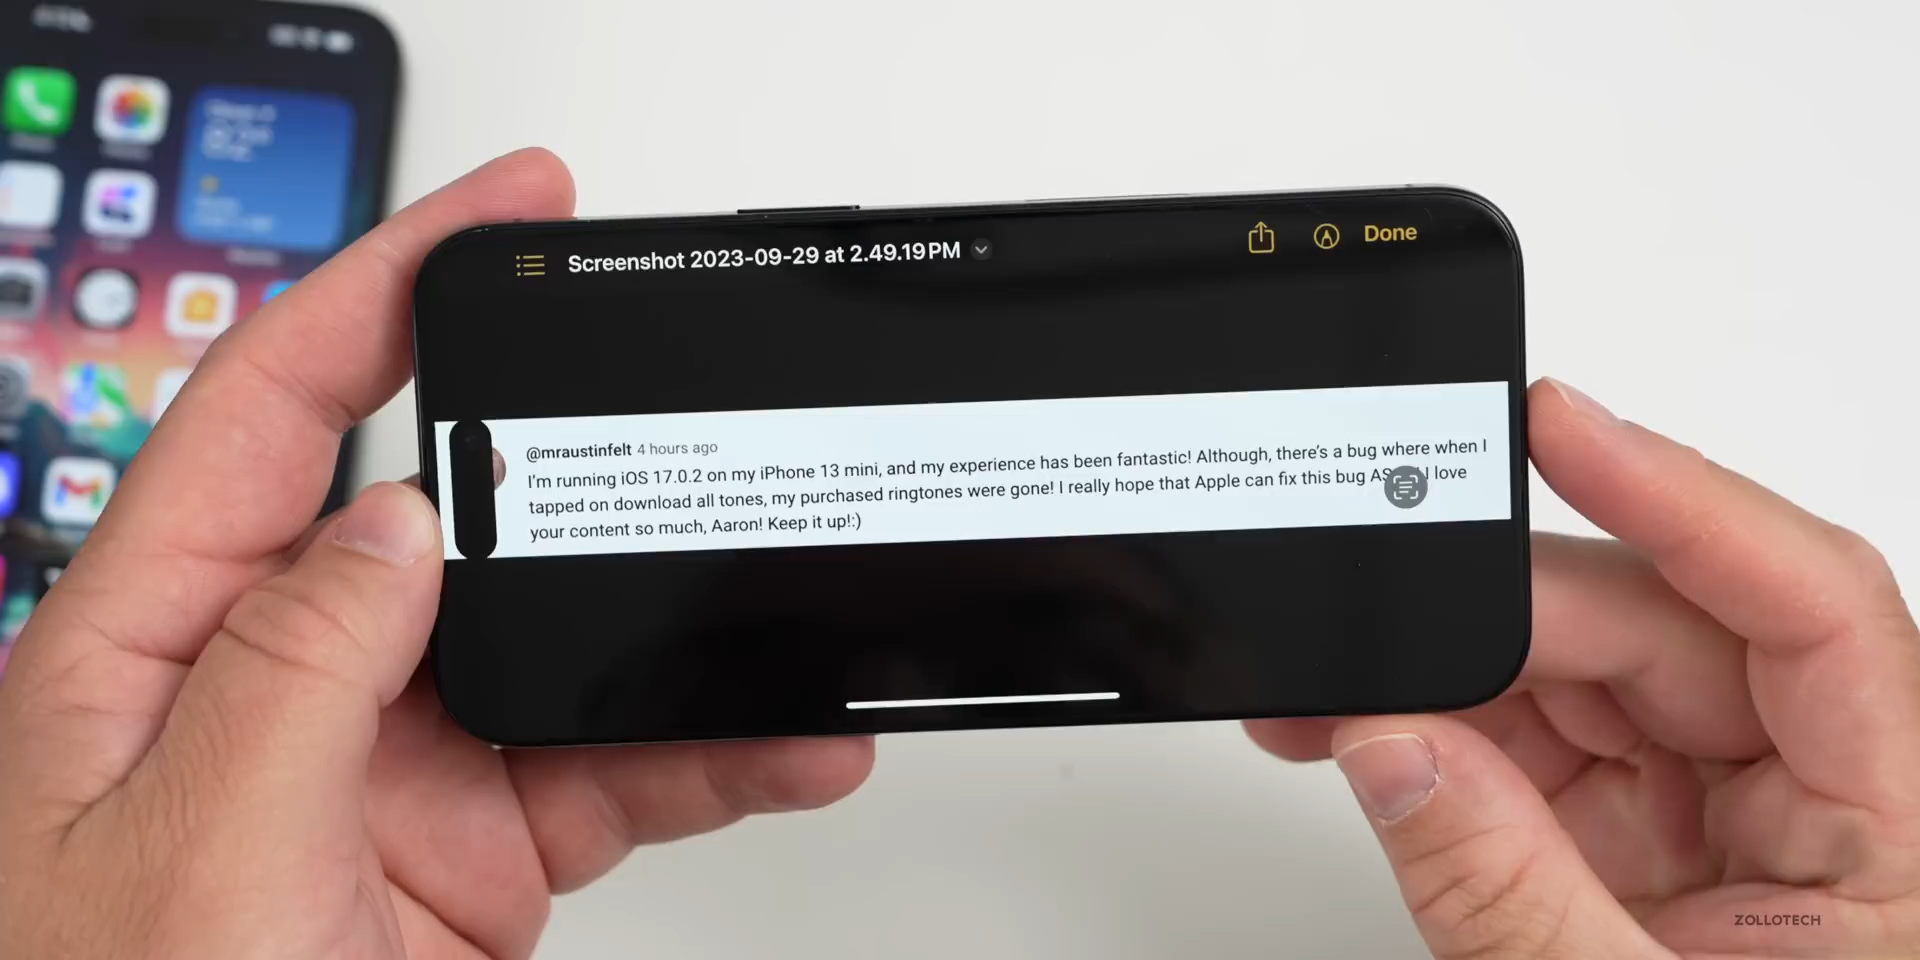 Screenshot 2023-09-29 at 2.49.19 PM
Done
@mraustinfelt 4 hours ago
I'm running iOS 17.0.2 on my iPhone 13 mini, and my experience has been fantastic! Although, there's a bug where when I
tapped on download all tones, my purchased ringtones were gone! I really hope that Apple can fix this bug I love
your content so much, Aaron! Keep it up!:)
ZOLLOTECH